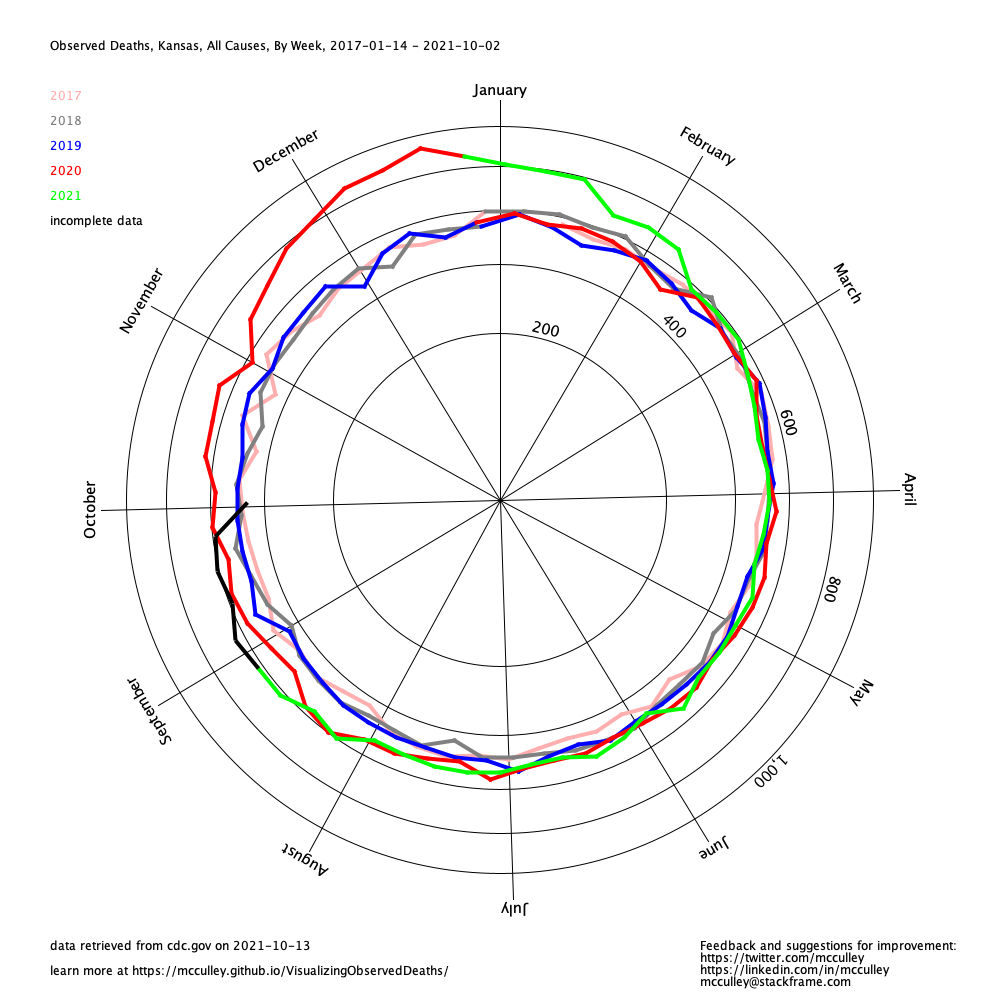 Observed Deaths, Kansas, All Causes, By Week, 2017-01-14 - 2021-10-02
2017
2018
2019
2020
2021
incomplete data
January
February
March
April
May
June
July
August
September
October
November
December
200
400
600
800
1,000
data retrieved from cdc.gov on 2021-10-13
learn more at https://mcculley.github.io/VisualizingObservedDeaths/
Feedback and suggestions for improvement:
https://twitter.com/mcculley
https://linkedin.com/in/mcculley
mcculley@stackframe.com